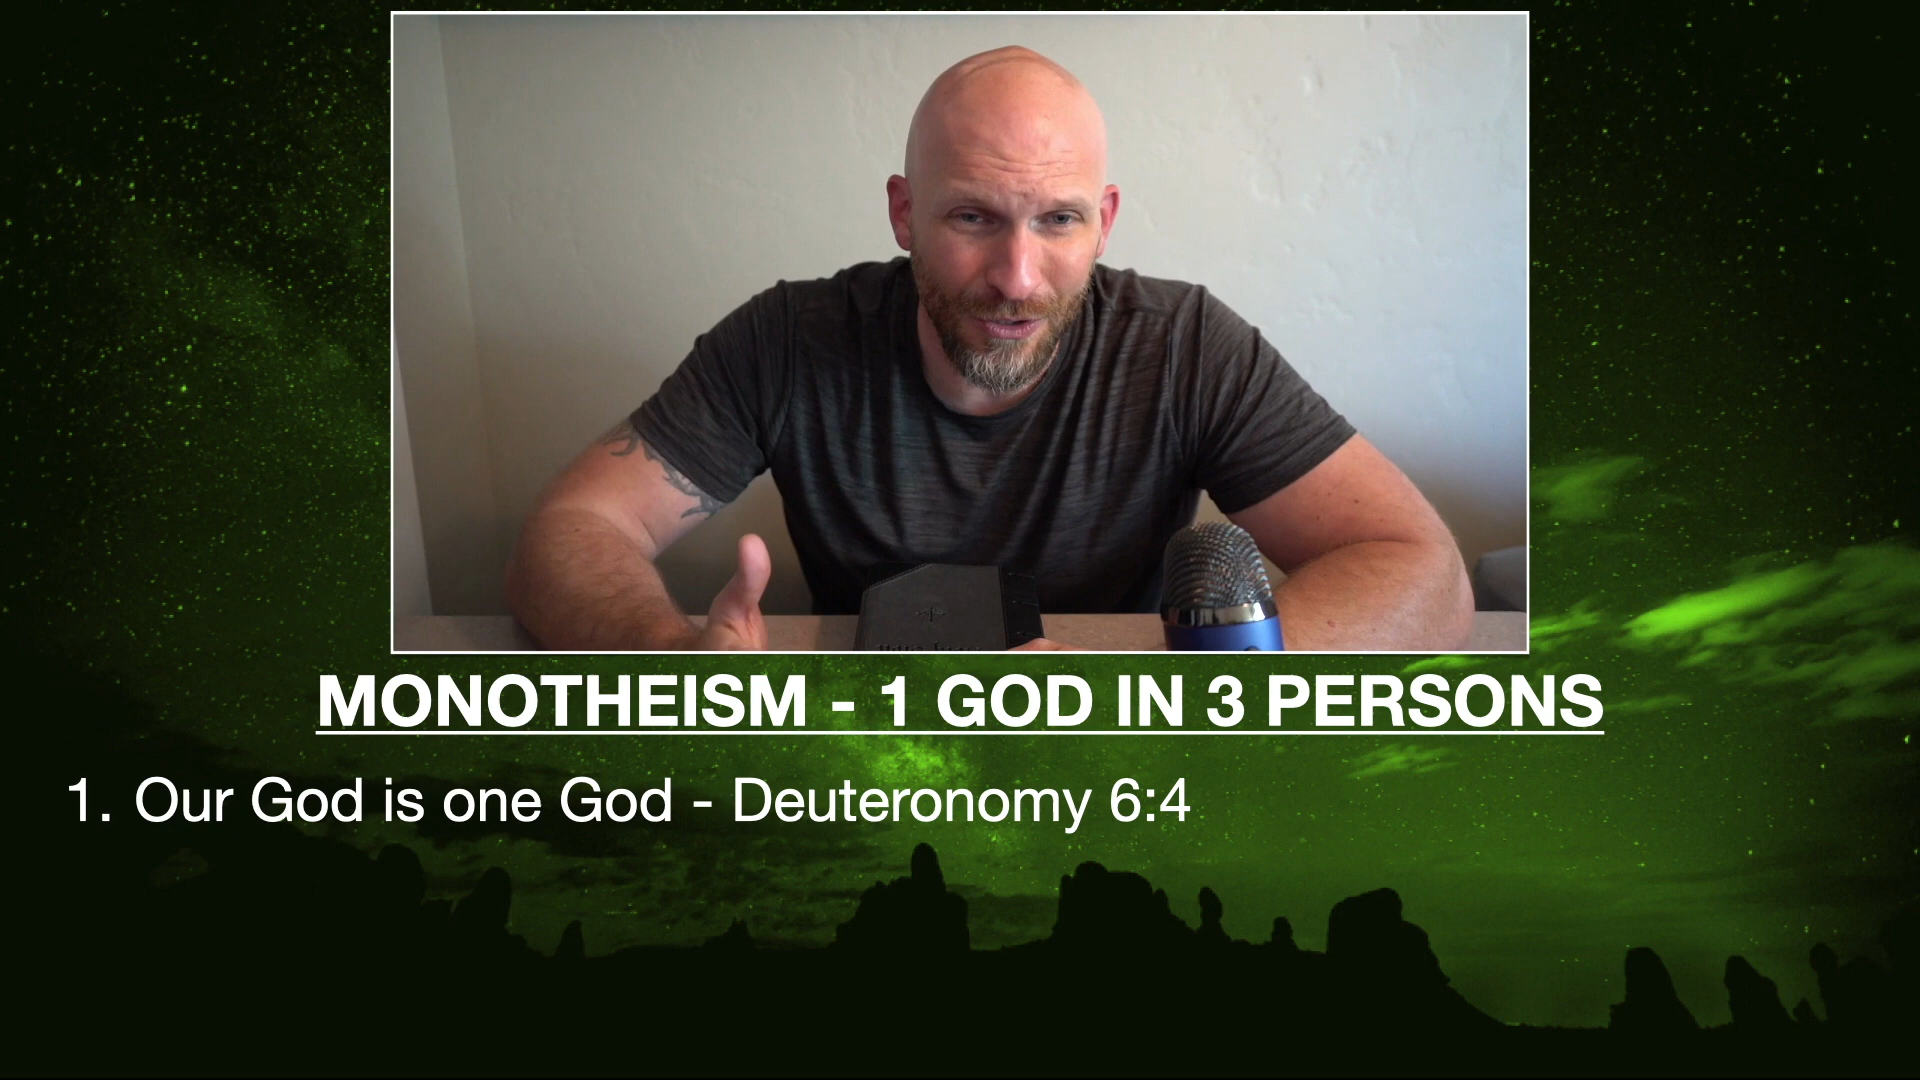 MONOTHEISM - 1 GOD IN 3 PERSONS
1. Our God is one God - Deuteronomy 6:4